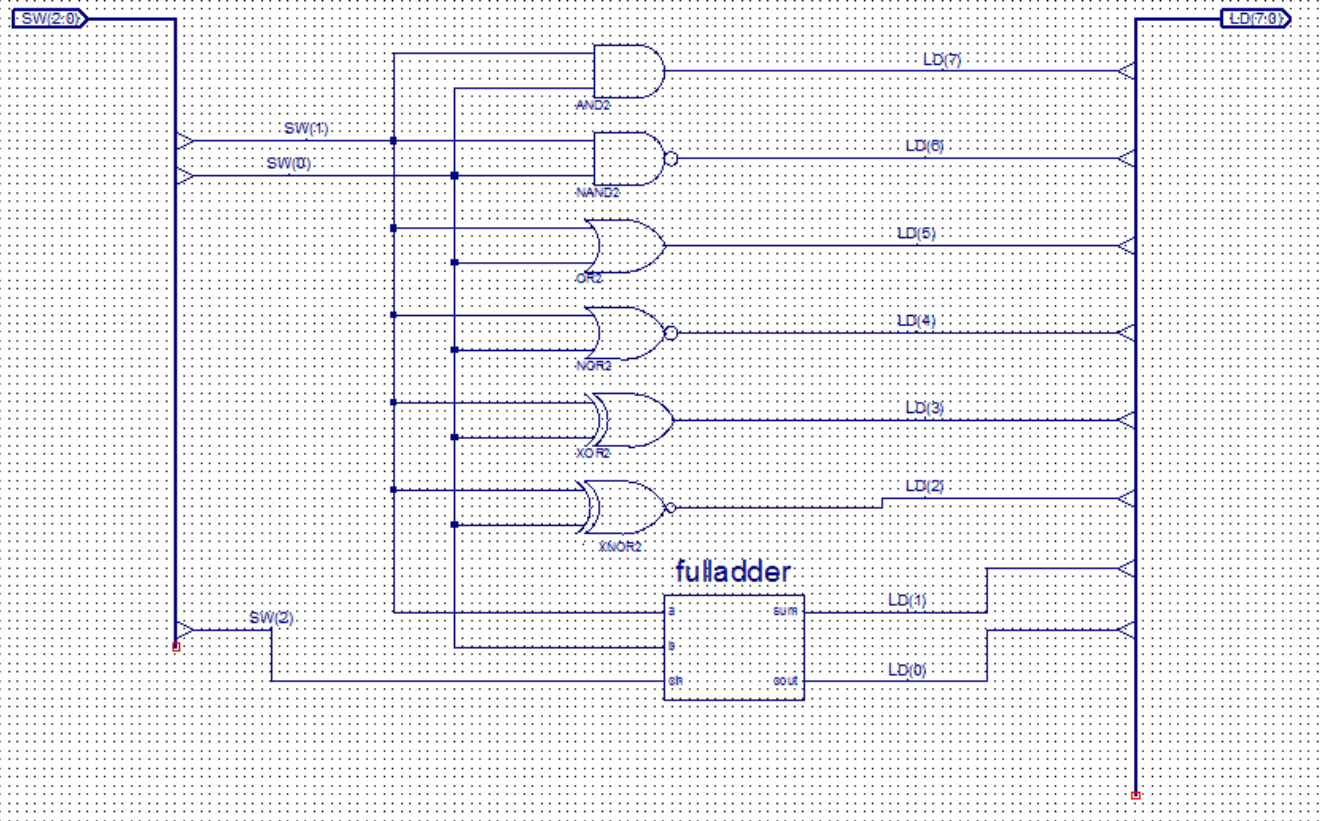 SW(2:0)
LD(7:0)
LD(7)
AND2
SW(1)
LD(6)
SW(0)
NAND2
LD(5)
OR2
LD(4)
NOR2
LD(3)
XOR2
LD(2)
XNOR2
fulladder
a sum
LD(1)
SW(2)
b
cin cout
LD(0)